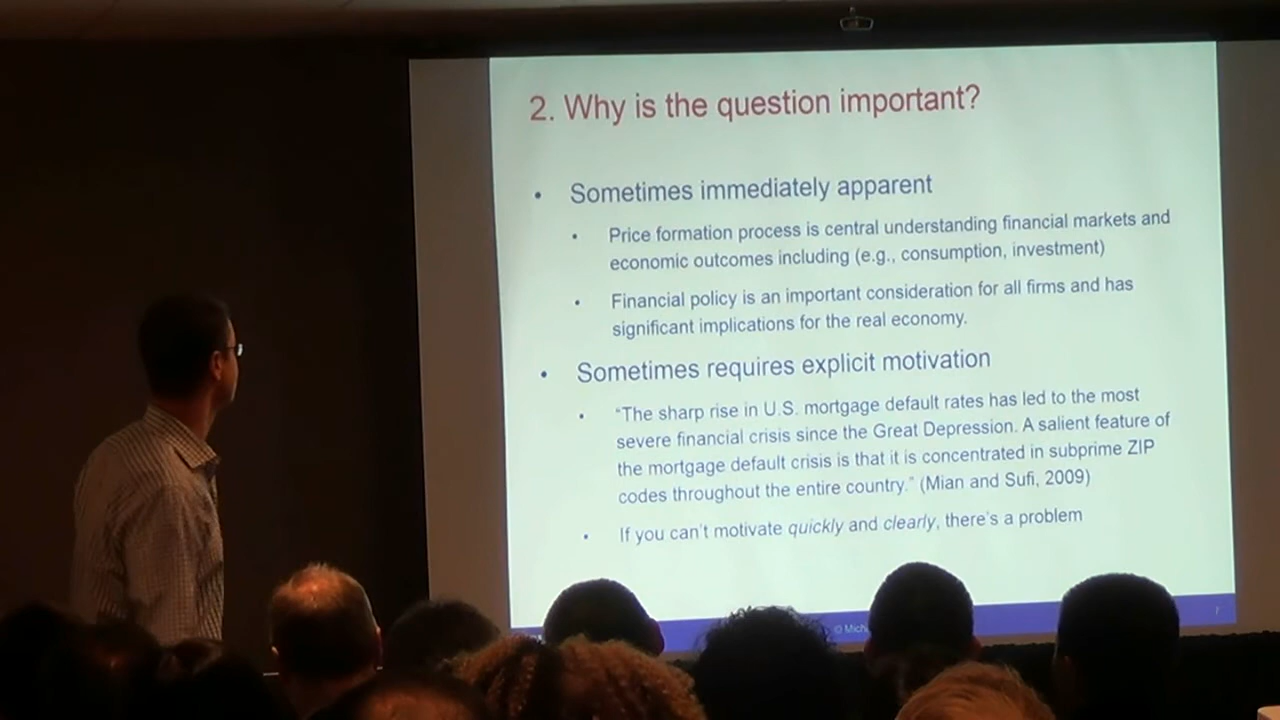 2. Why is the question important?
• Sometimes immediately apparent
• Price formation process is central understanding financial markets and
economic outcomes including (e.g., consumption, investment)
• Financial policy is an important consideration for all firms and has
significant implications for the real economy.
• Sometimes requires explicit motivation
• “The sharp rise in U.S. mortgage default rates has led to the most
severe financial crisis since the Great Depression. A salient feature of
the mortgage default crisis is that it is concentrated in subprime ZIP
codes throughout the entire country.” (Mian and Sufi, 2009)
• If you can't motivate quickly and clearly, there's a problem
©